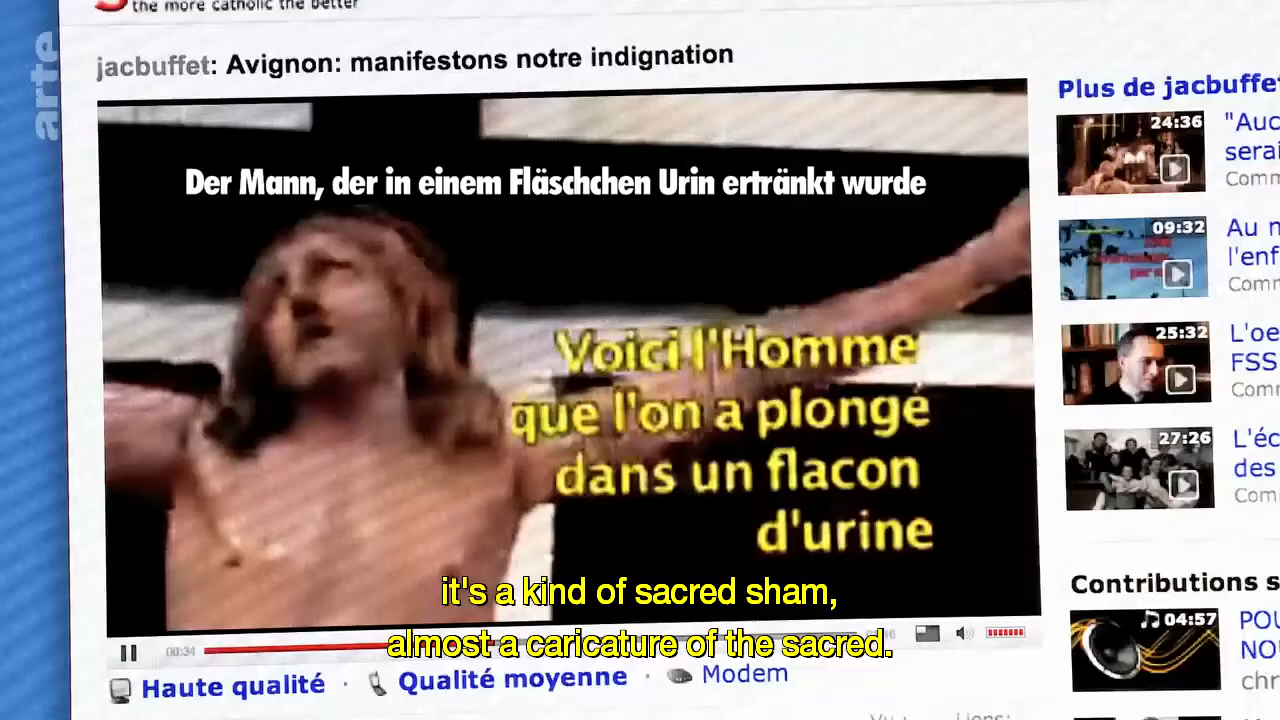 the more catholic the better
arte
jacbuffet: Avignon: manifestons notre indignation
Der Mann, der in einem Fläschchen Urin ertränkt wurde
Voici l'Homme
que l'on a plongé
dans un flacon
d'urine
it's a kind of sacred sham,
almost a caricature of the sacred.
00:34
Haute qualité · Qualité moyenne · Modem
Plus de jacbuffet
24:36
"Auc
serai
Comm
09:32
Au n
l'enf
Comm
25:32
L'oe
FSS
Comm
27:26
L'éc
des
Com
Contributions s
04:57
POU
NOU
chr